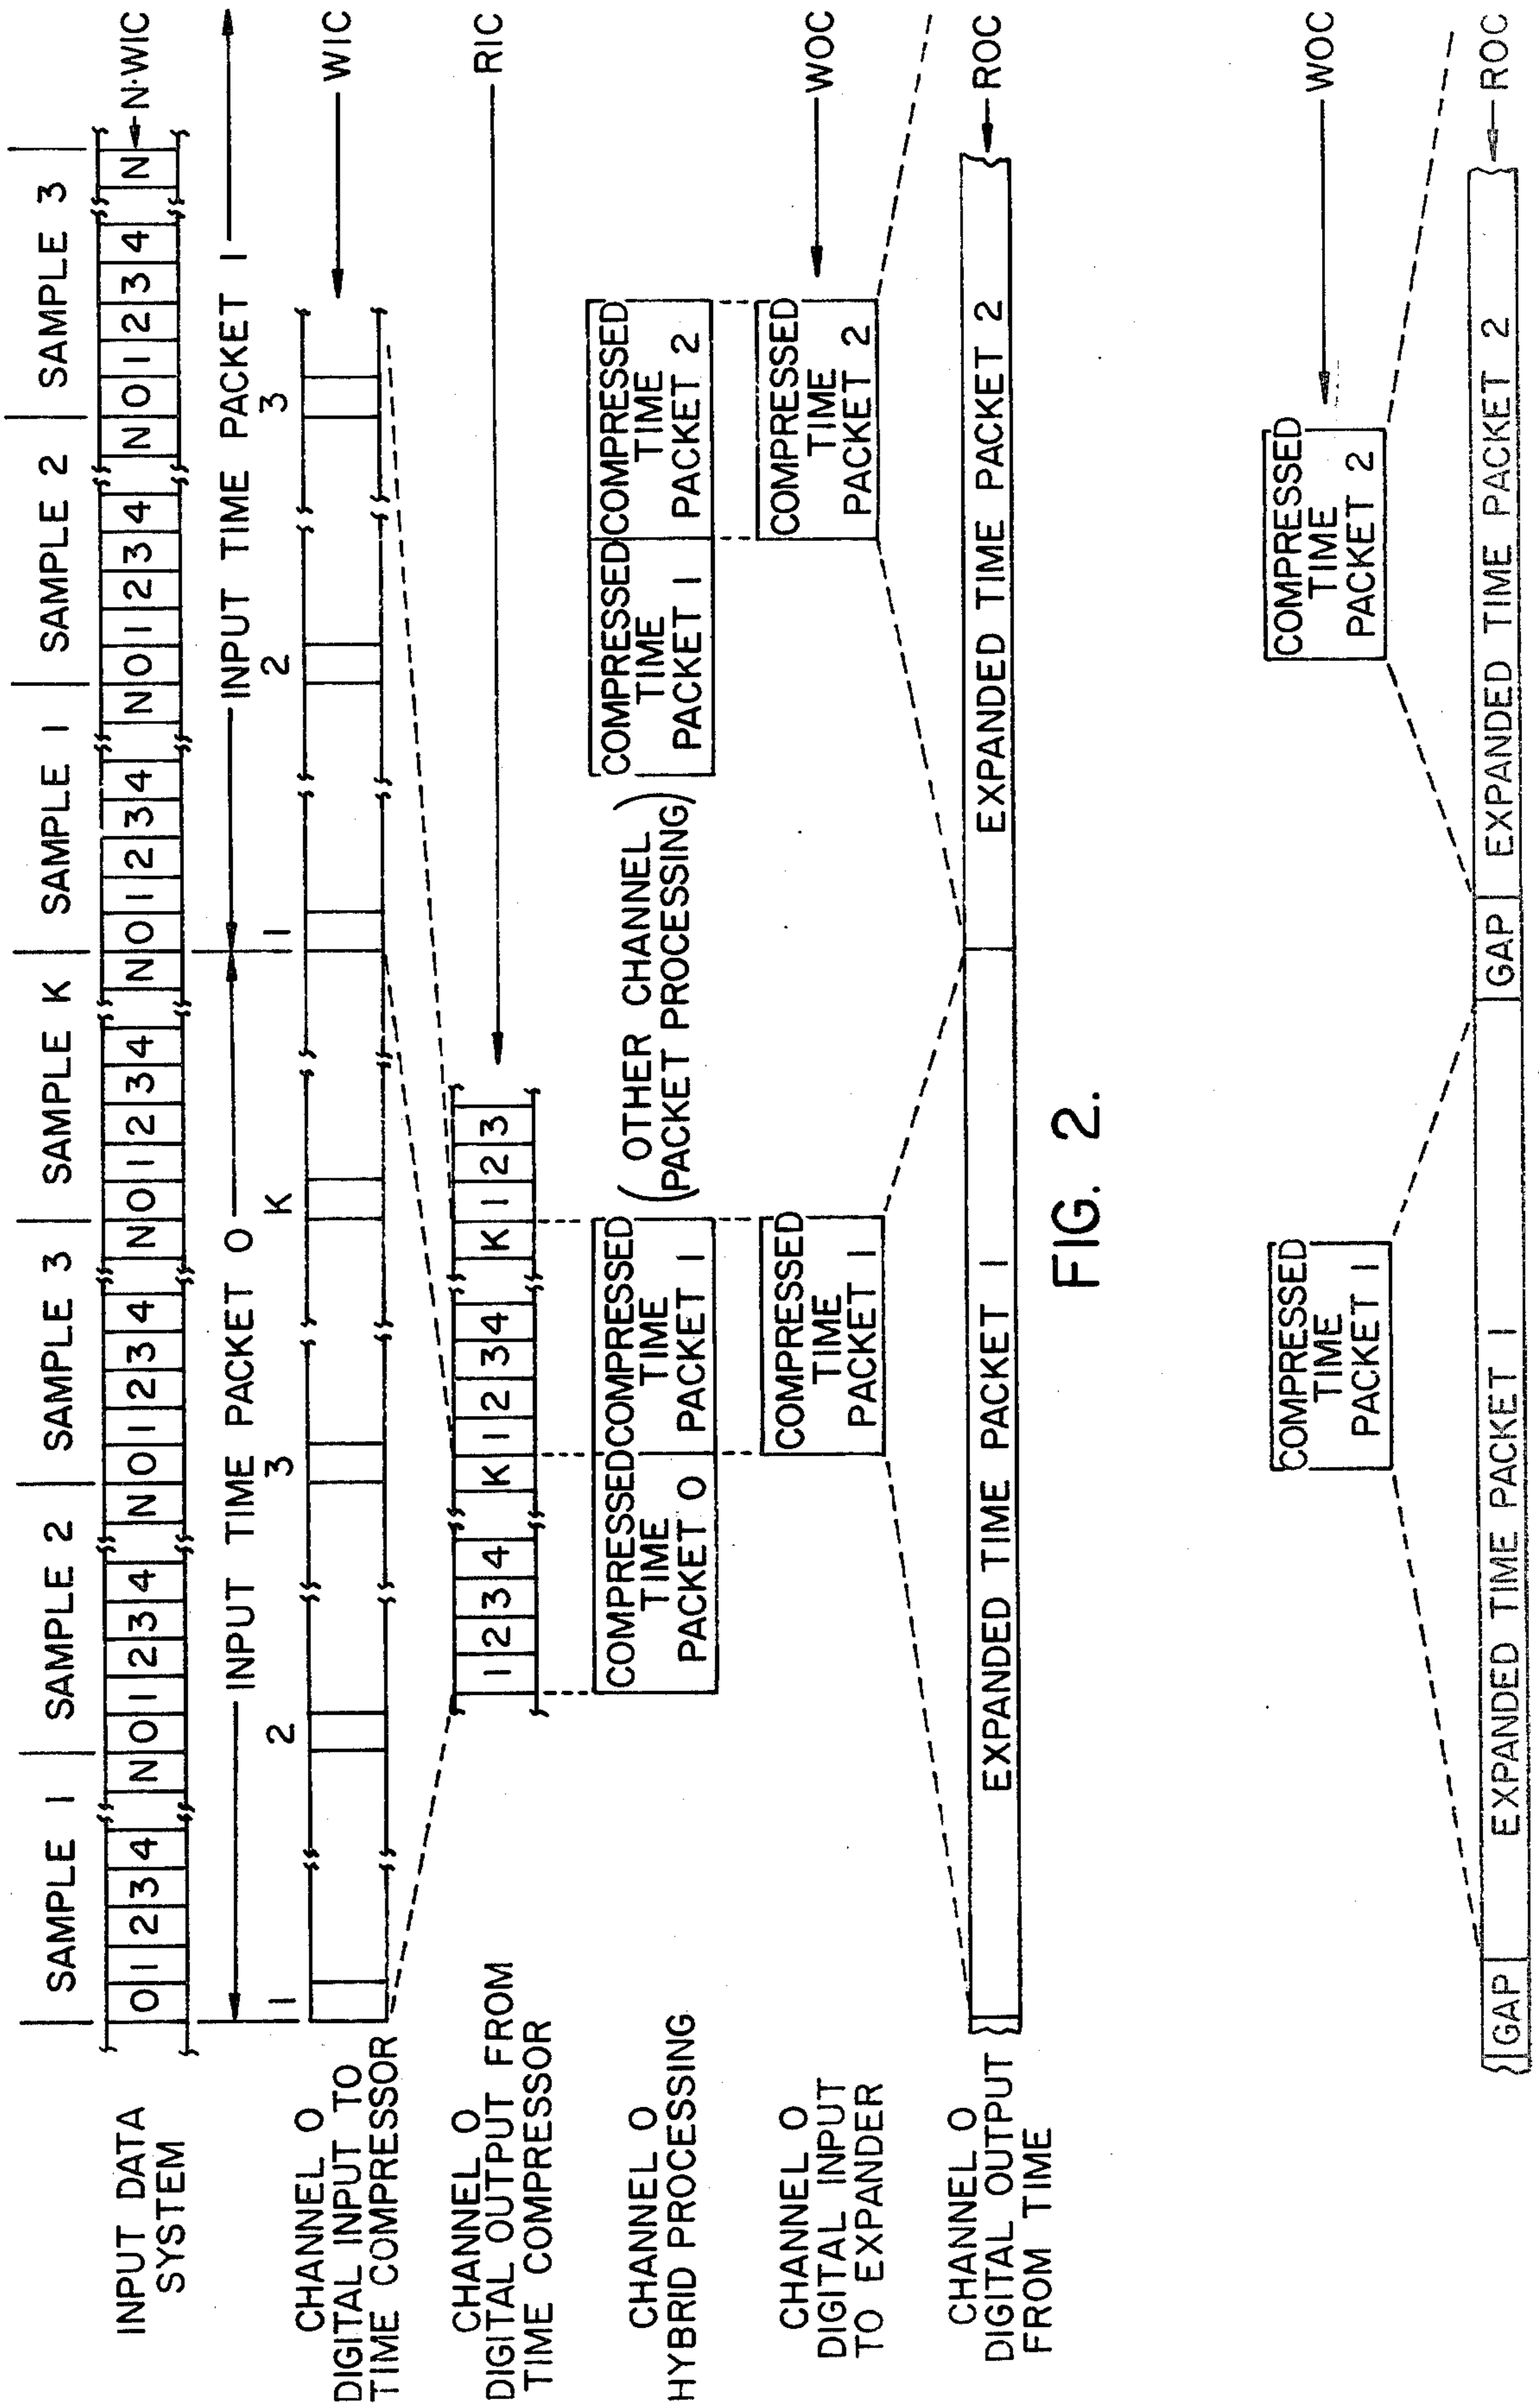 SAMPLE 1 | SAMPLE 2 | SAMPLE 3 | SAMPLE K | SAMPLE 1 | SAMPLE 2 | SAMPLE 3
INPUT DATA
SYSTEM
0 1 2 3 4 N 0 1 2 3 4 N 0 1 2 3 4 N 0 1 2 3 4 N 0 1 2 3 4 N 0 1 2 3 4 N 0 1 2 3 4 N
N·WIC
INPUT TIME PACKET 0
INPUT TIME PACKET 1
1 2 3 K 1 2 3
CHANNEL 0
DIGITAL INPUT TO
TIME COMPRESSOR
WIC
CHANNEL 0
DIGITAL OUTPUT FROM
TIME COMPRESSOR
1 2 3 4 K 1 2 3 4 K 1 2 3
RIC
CHANNEL 0
HYBRID PROCESSING
COMPRESSED
TIME
PACKET 0
COMPRESSED
TIME
PACKET 1
(OTHER CHANNEL
PACKET PROCESSING)
COMPRESSED
TIME
PACKET 1
COMPRESSED
TIME
PACKET 2
CHANNEL 0
DIGITAL INPUT
TO EXPANDER
COMPRESSED
TIME
PACKET 1
COMPRESSED
TIME
PACKET 2
WOC
CHANNEL 0
DIGITAL OUTPUT
FROM TIME
EXPANDED TIME PACKET 1
EXPANDED TIME PACKET 2
ROC
FIG. 2.
COMPRESSED
TIME
PACKET 1
COMPRESSED
TIME
PACKET 2
WOC
GAP
EXPANDED TIME PACKET 1
GAP
EXPANDED TIME PACKET 2
ROC